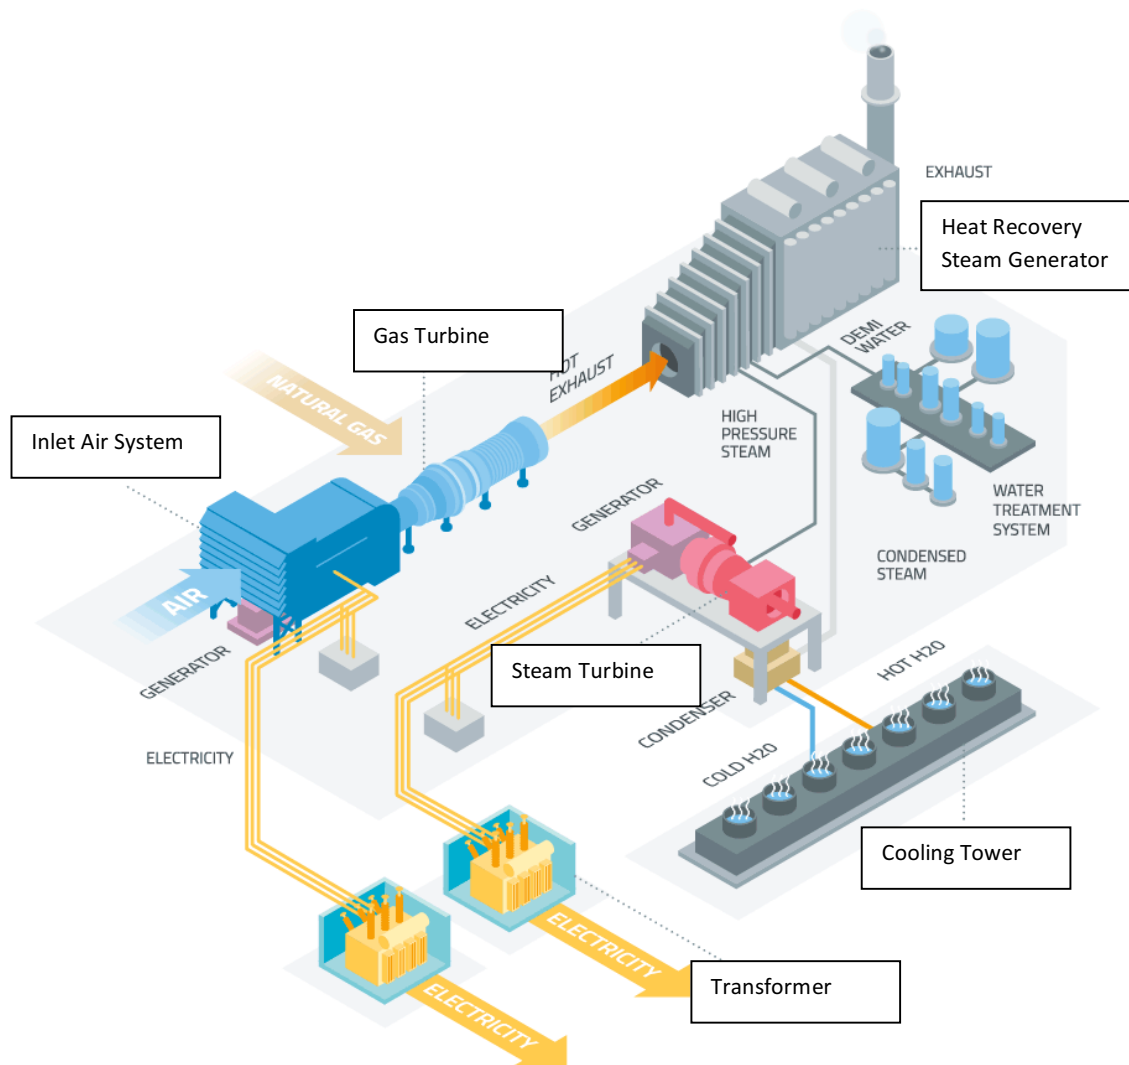 EXHAUST
Heat Recovery
Steam Generator
Gas Turbine
HOT
EXHAUST
DEMI
WATER
NATURAL GAS
Inlet Air System
HIGH
PRESSURE
STEAM
GENERATOR
WATER
TREATMENT
SYSTEM
CONDENSED
STEAM
AIR
ELECTRICITY
GENERATOR
Steam Turbine
HOT H20
CONDENSER
COLD H20
ELECTRICITY
Cooling Tower
ELECTRICITY
Transformer
ELECTRICITY